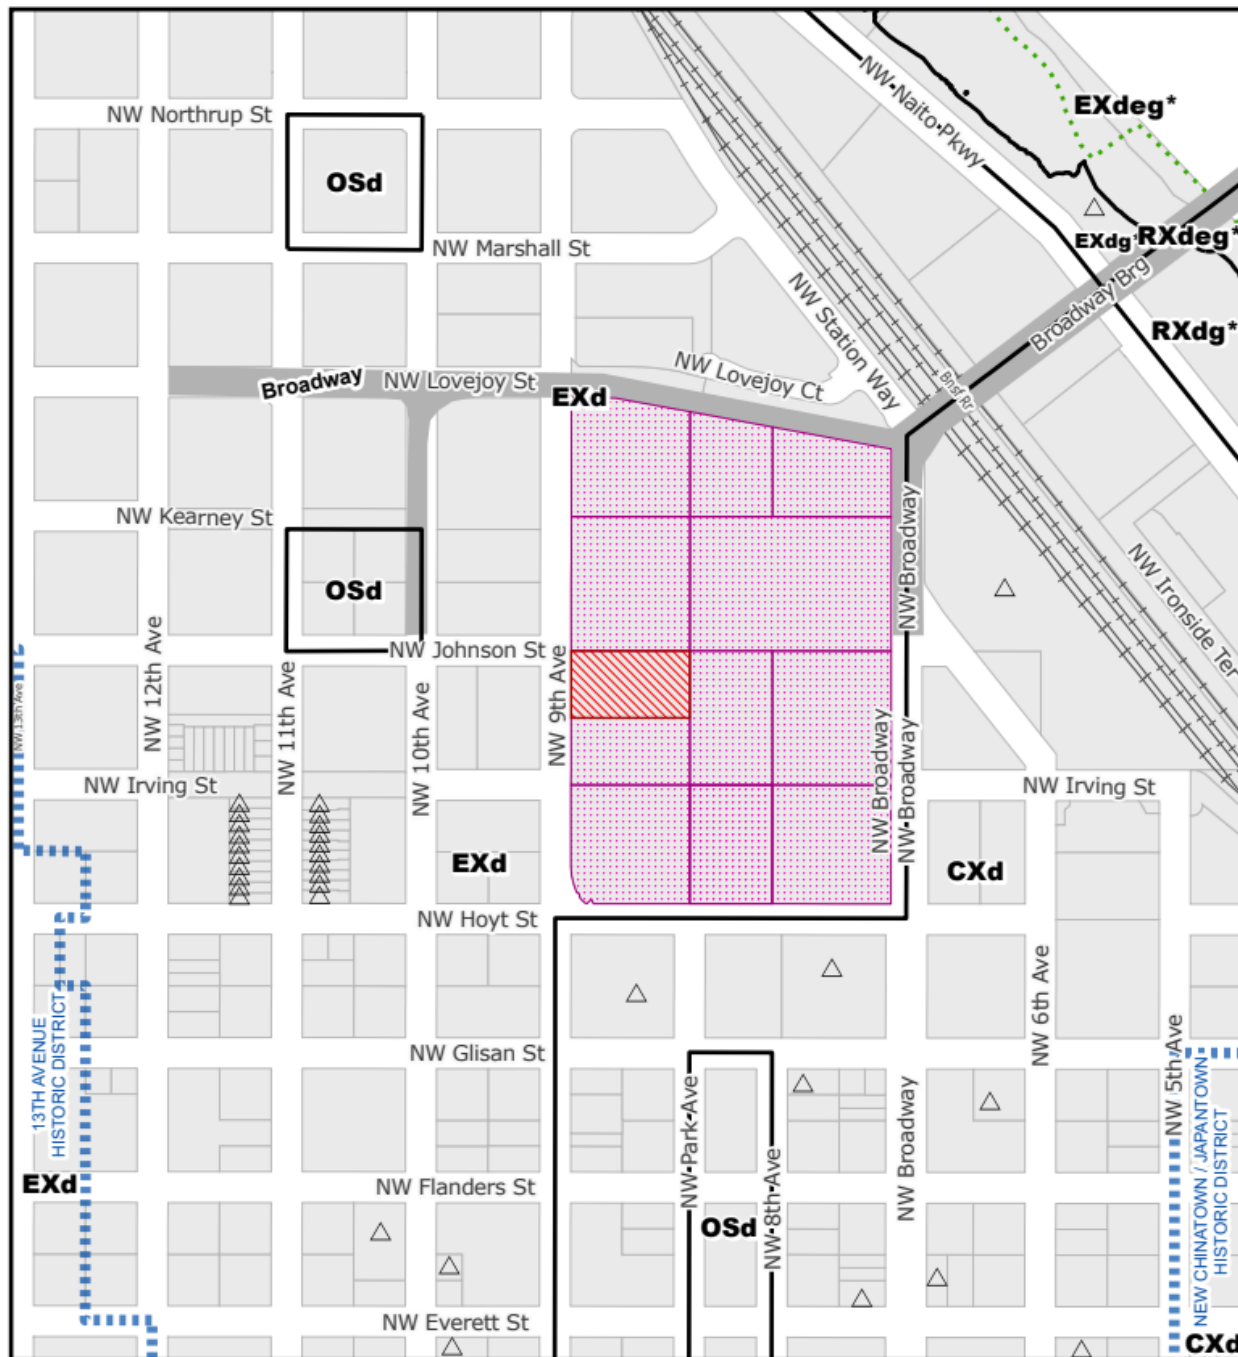 NW Northrup St
OSd
NW Marshall St
NW Naito Pkwy
EXdeg*
EXdg*
RXdeg*
Broadway Brg
RXdg*
NW Station Way
Broadway
NW Lovejoy St
NW Lovejoy Ct
Bnsf Rr
EXd
NW Kearney St
OSd
NW Broadway
NW Ironside Ter
NW Johnson St
NW 13th Ave
NW 12th Ave
NW 11th Ave
NW 10th Ave
NW 9th Ave
NW Broadway
NW Broadway
NW Irving St
NW Irving St
EXd
CXd
NW Hoyt St
NW 6th Ave
13TH AVENUE
HISTORIC DISTRICT
NW Glisan St
NW 5th Ave
NW Park Ave
NW 8th Ave
NW Broadway
EXd
NW Flanders St
OSd
NEW CHINATOWN / JAPANTOWN
HISTORIC DISTRICT
NW Everett St
CXd